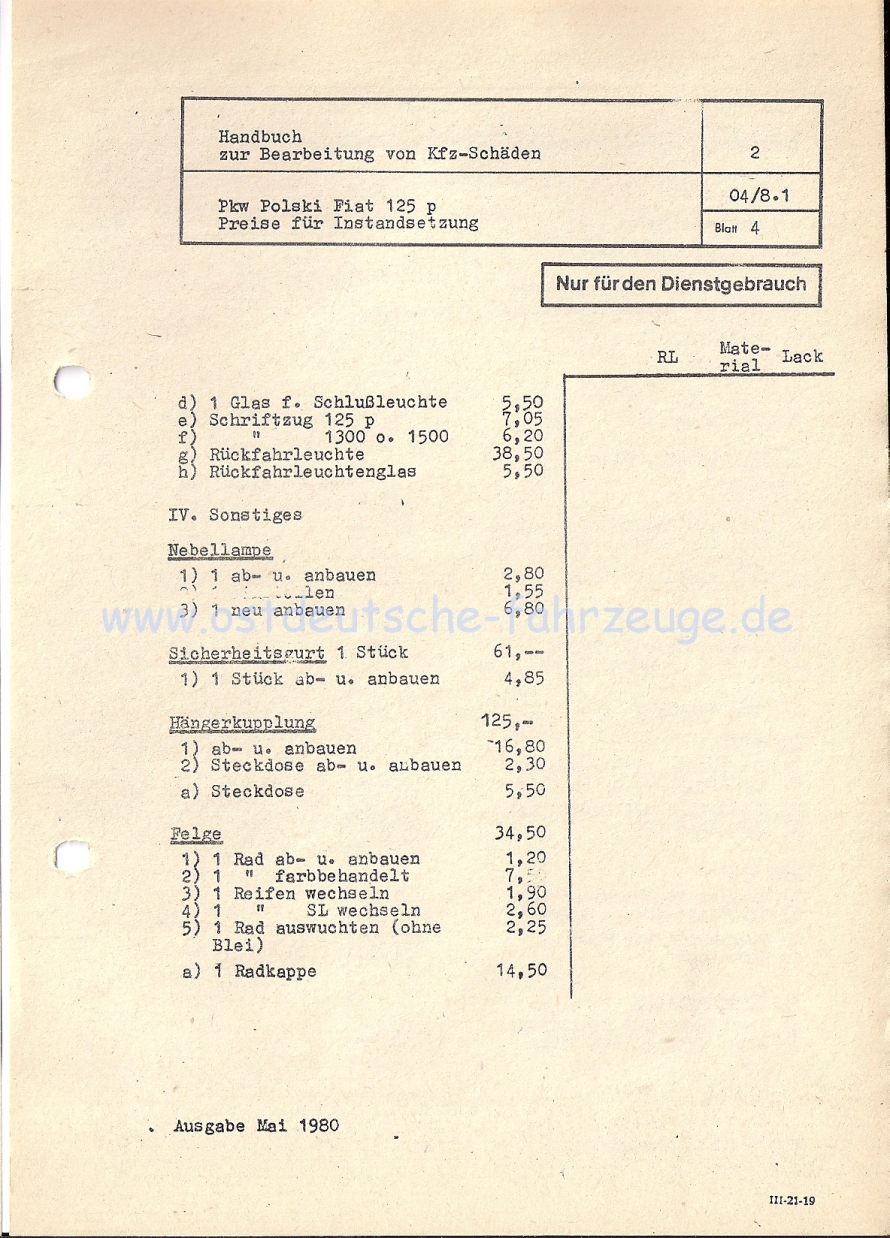 Handbuch
zur Bearbeitung von Kfz-Schäden
2
Pkw Polski Fiat 125 p
Preise für Instandsetzung
04/8.1
Blatt 4
Nur für den Dienstgebrauch
RL Mate-rial Lack
d) 1 Glas f. Schlußleuchte 5,50
e) Schriftzug 125 p 7,05
f) " 1300 o. 1500 6,20
g) Rückfahrleuchte 38,50
h) Rückfahrleuchtenglas 5,50
IV. Sonstiges
Nebellampe
1) 1 ab- u. anbauen 2,80
1,55
3) 1 neu anbauen 6,80
www.ostdeutsche-fahrzeuge.de
Sicherheitsgurt 1 Stück 61,--
1) 1 Stück ab- u. anbauen 4,85
Hängerkupplung 125,-
1) ab- u. anbauen 16,80
2) Steckdose ab- u. anbauen 2,30
a) Steckdose 5,50
Felge 34,50
1) 1 Rad ab- u. anbauen 1,20
2) 1 " farbbehandelt
3) 1 Reifen wechseln 1,90
4) 1 " SL wechseln 2,60
5) 1 Rad auswuchten (ohne 2,25
Blei)
a) 1 Radkappe 14,50
Ausgabe Mai 1980
III-21-19